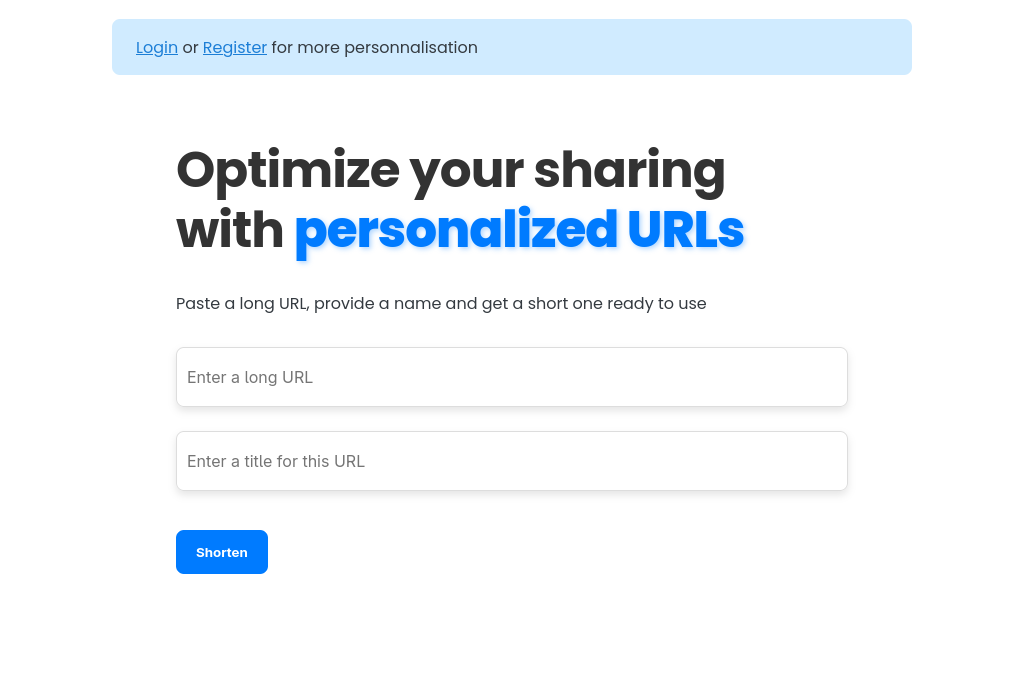 Login or Register for more personnalisation
Optimize your sharing
with personalized URLs
Paste a long URL, provide a name and get a short one ready to use
Enter a long URL
Enter a title for this URL
Shorten